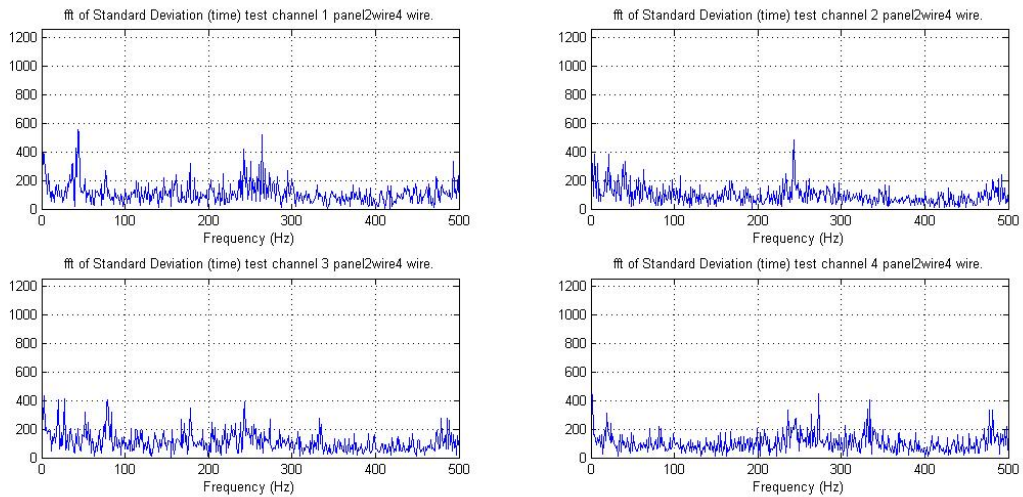 fft of Standard Deviation (time) test channel 1 panel2wire4 wire.
1200
1000
800
600
400
200
0
0 100 200 300 400 500
Frequency (Hz)
fft of Standard Deviation (time) test channel 2 panel2wire4 wire.
1200
1000
800
600
400
200
0
0 100 200 300 400 500
Frequency (Hz)
fft of Standard Deviation (time) test channel 3 panel2wire4 wire.
1200
1000
800
600
400
200
0
0 100 200 300 400 500
Frequency (Hz)
fft of Standard Deviation (time) test channel 4 panel2wire4 wire.
1200
1000
800
600
400
200
0
0 100 200 300 400 500
Frequency (Hz)